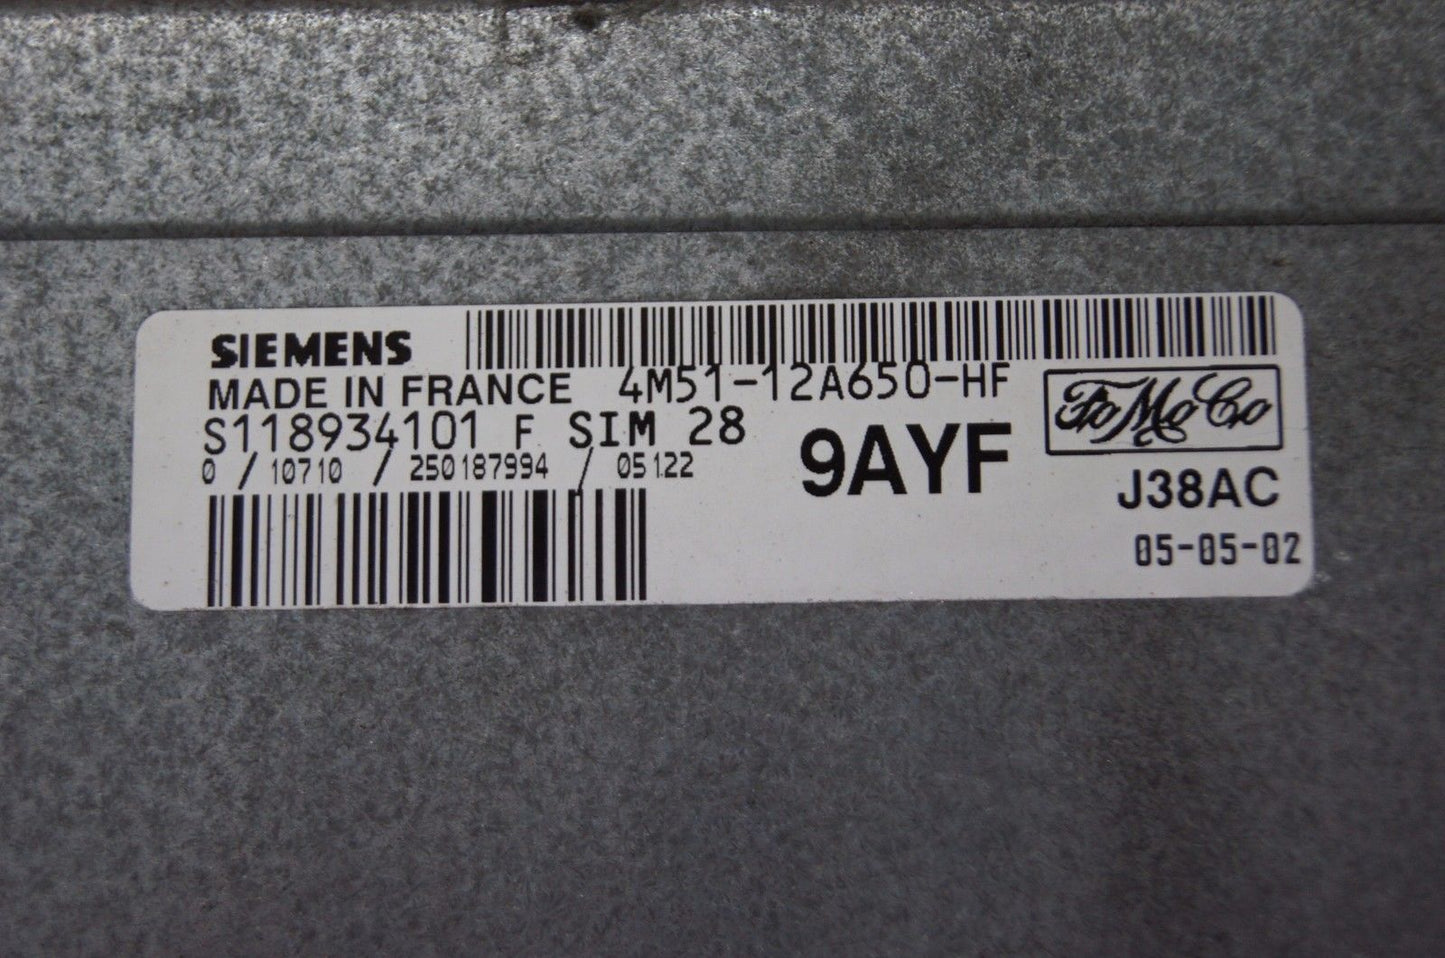 SIEMENS
MADE IN FRANCE 4M51-12A650-HF
S118934101 F SIM 28
0 / 10710 / 250187994 / 05122
9AYF
FoMoCo
J38AC
05-05-02